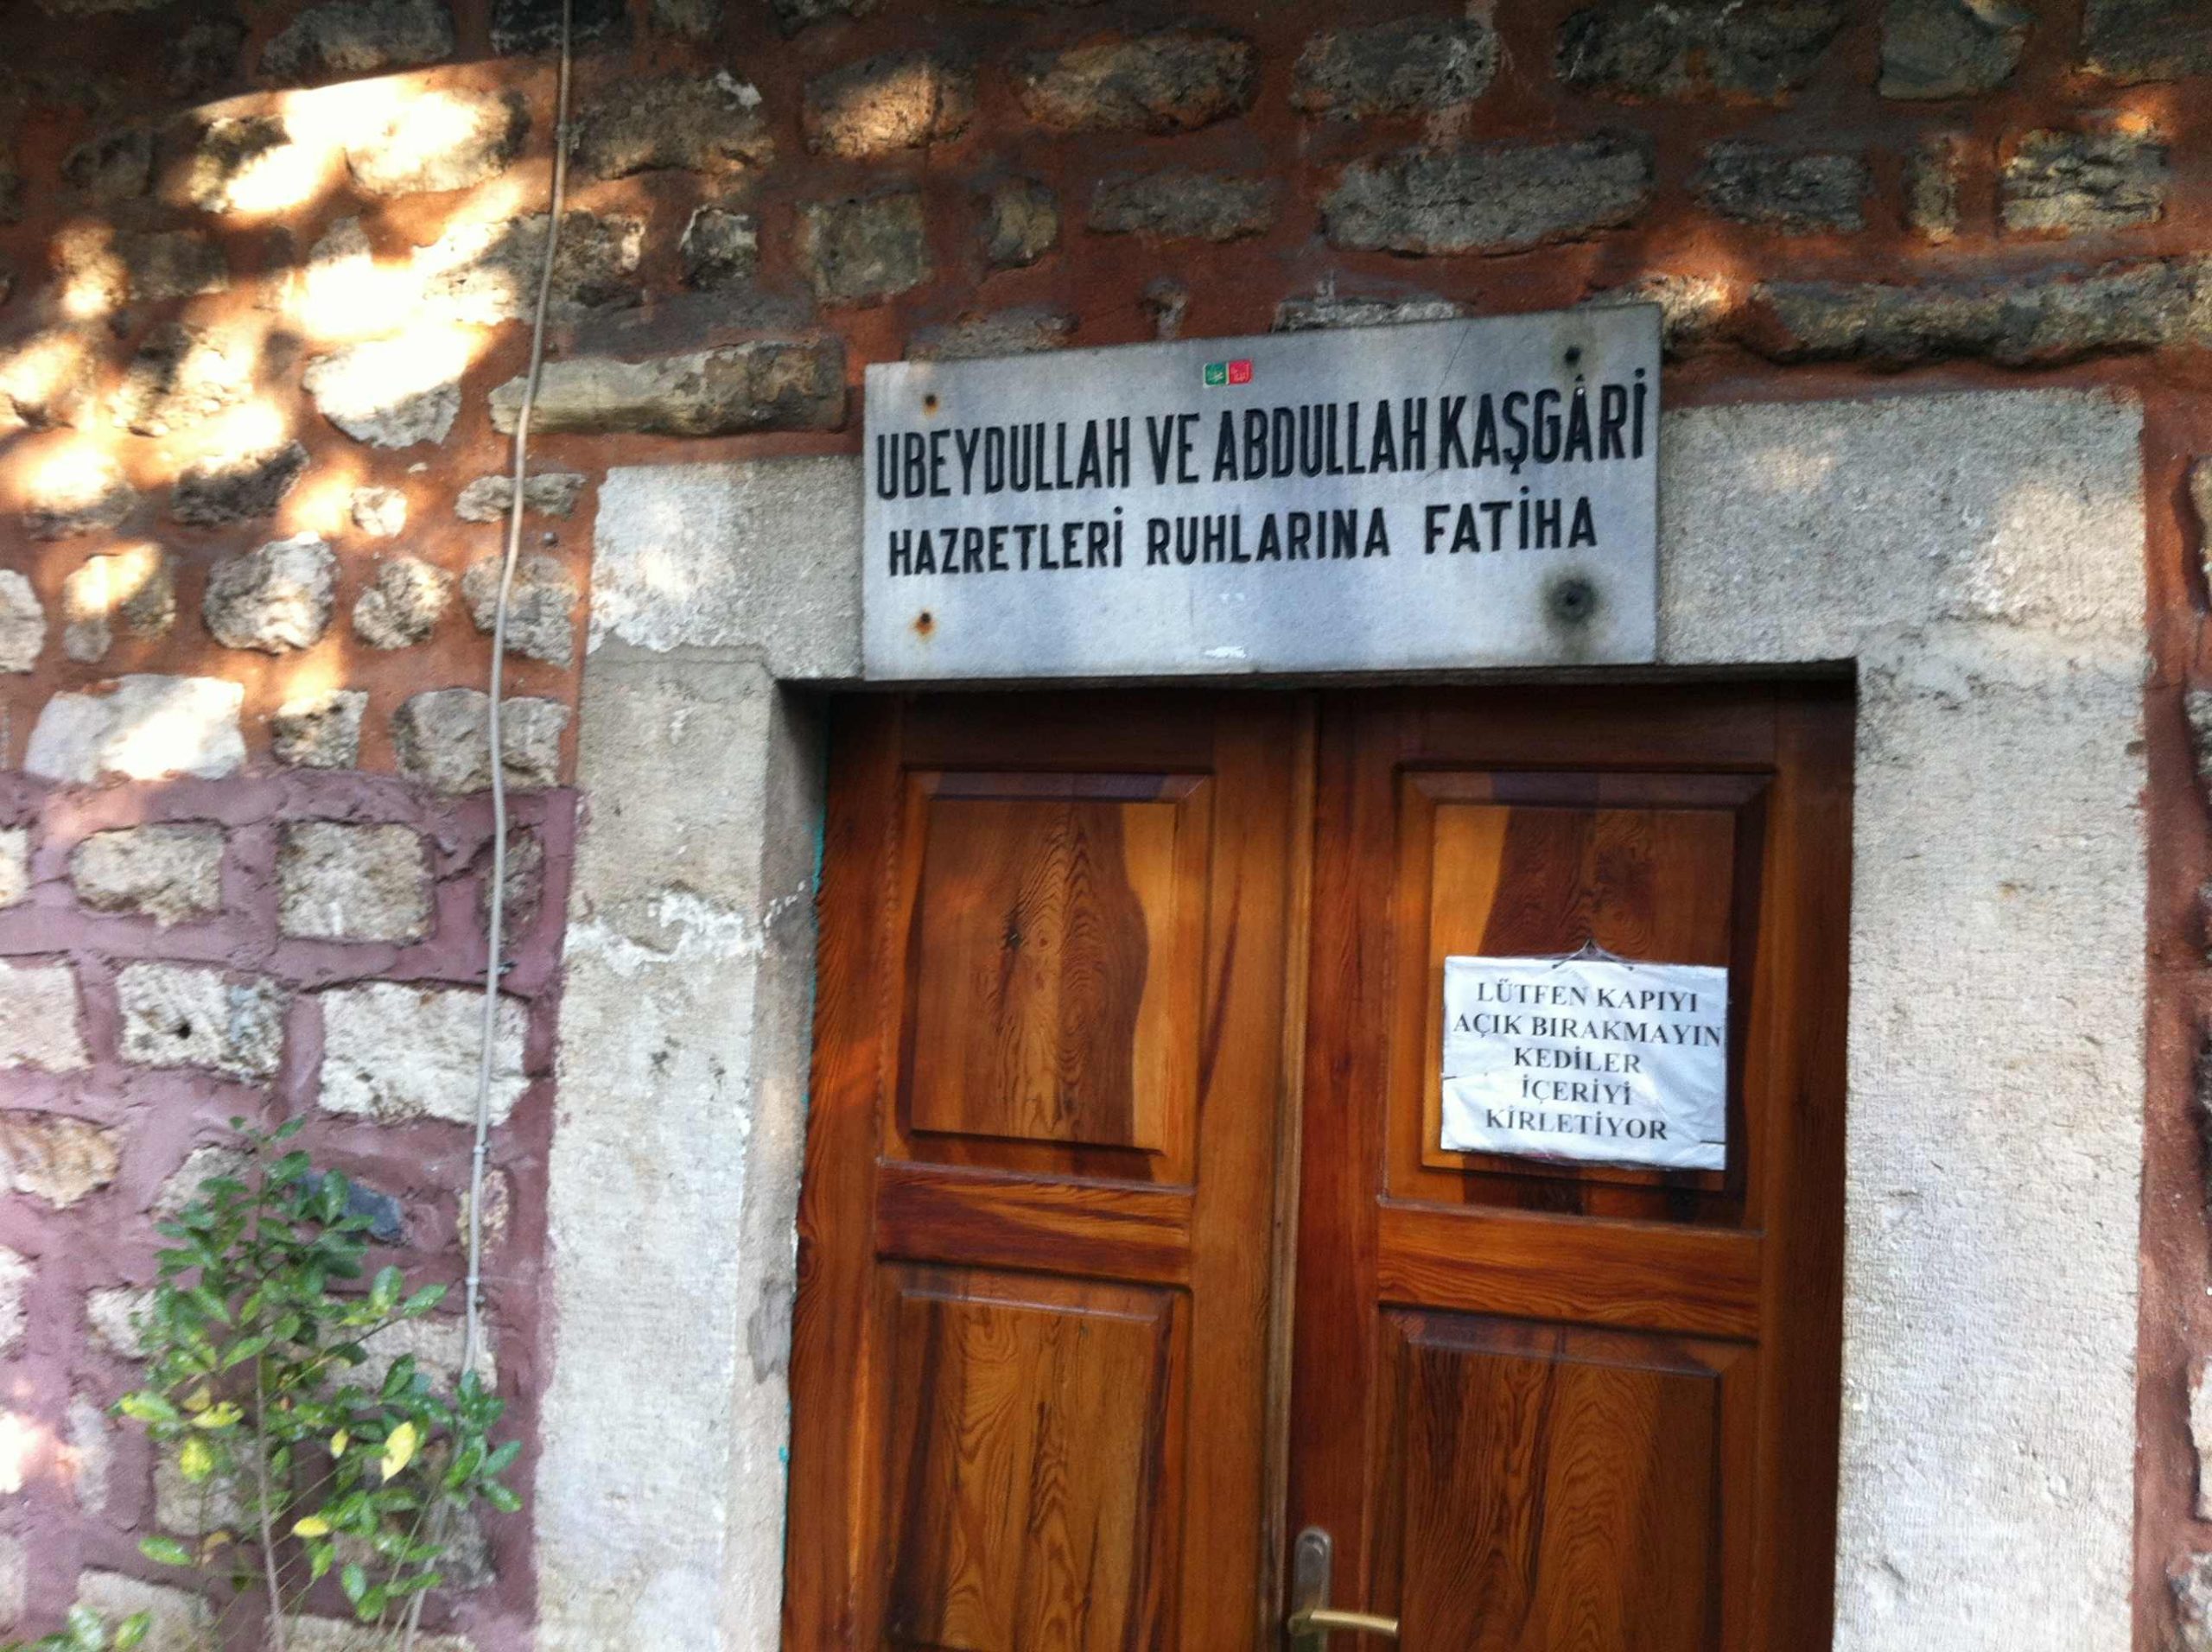 UBEYDULLAH VE ABDULLAH KAŞGÂRİ
HAZRETLERİ RUHLARINA FATİHA
LÜTFEN KAPIYI
AÇIK BIRAKMAYIN
KEDİLER
İÇERİYİ
KİRLETİYOR